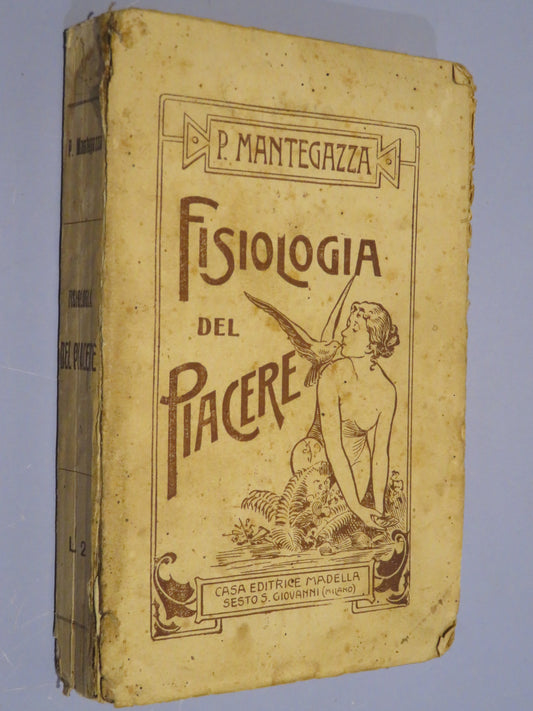 P. MANTEGAZZA
FISIOLOGIA
DEL
PIACERE
CASA EDITRICE MADELLA
SESTO S. GIOVANNI (MILANO)
P. Mantegazza
FISIOLOGIA
DEL PIACERE
L. 2